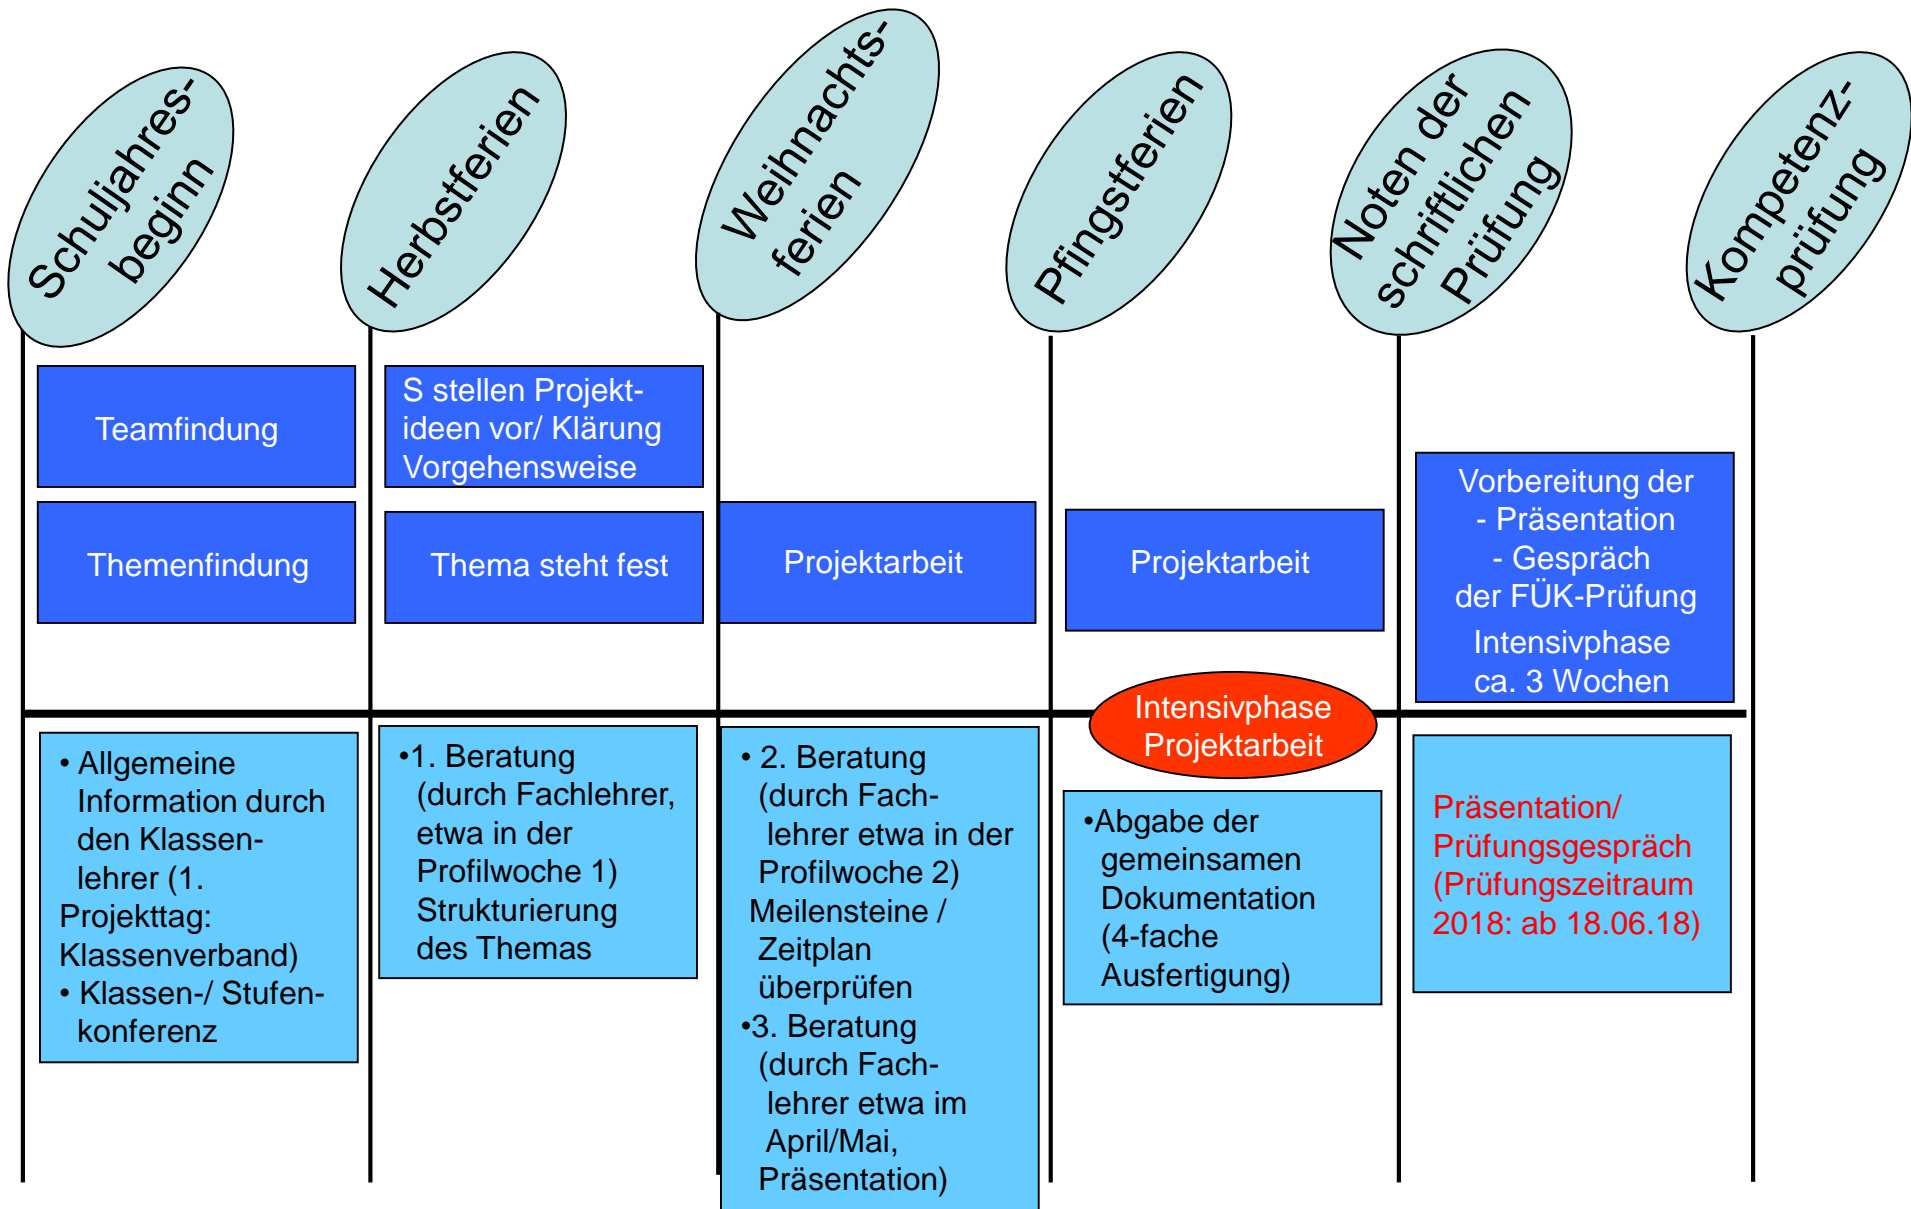 Schuljahres-
beginn
Herbstferien
Weihnachts-
ferien
Pfingstferien
Noten der
schriftlichen
Prüfung
Kompetenz-
prüfung
Teamfindung
S stellen Projekt-
ideen vor/ Klärung
Vorgehensweise
Themenfindung
Thema steht fest
Projektarbeit
Projektarbeit
Vorbereitung der
- Präsentation
- Gespräch
der FÜK-Prüfung
Intensivphase
ca. 3 Wochen
Intensivphase
Projektarbeit
• Allgemeine
Information durch
den Klassen-
lehrer (1.
Projekttag:
Klassenverband)
• Klassen-/ Stufen-
konferenz
•1. Beratung
(durch Fachlehrer,
etwa in der
Profilwoche 1)
Strukturierung
des Themas
• 2. Beratung
(durch Fach-
lehrer etwa in der
Profilwoche 2)
Meilensteine /
Zeitplan
überprüfen
•3. Beratung
(durch Fach-
lehrer etwa im
April/Mai,
Präsentation)
•Abgabe der
gemeinsamen
Dokumentation
(4-fache
Ausfertigung)
Präsentation/
Prüfungsgespräch
(Prüfungszeitraum
2018: ab 18.06.18)